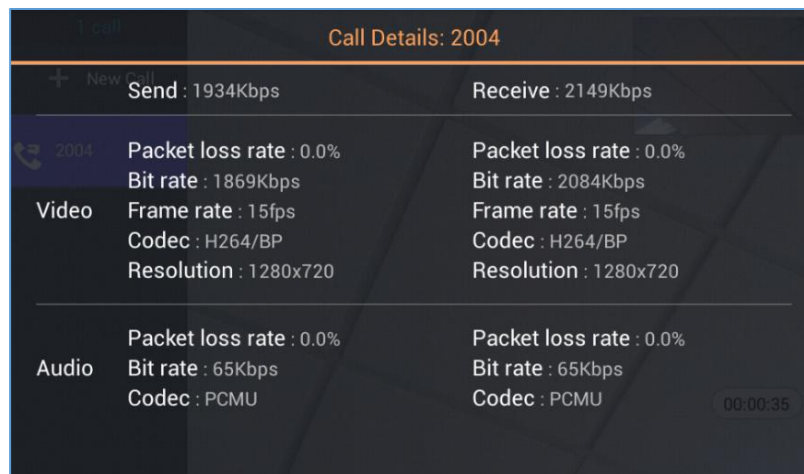 1 call
Call Details: 2004
+ New Call
Send : 1934Kbps
Receive : 2149Kbps
2004
Video
Packet loss rate : 0.0%
Bit rate : 1869Kbps
Frame rate : 15fps
Codec : H264/BP
Resolution : 1280x720
Packet loss rate : 0.0%
Bit rate : 2084Kbps
Frame rate : 15fps
Codec : H264/BP
Resolution : 1280x720
Audio
Packet loss rate : 0.0%
Bit rate : 65Kbps
Codec : PCMU
Packet loss rate : 0.0%
Bit rate : 65Kbps
Codec : PCMU
00:00:35